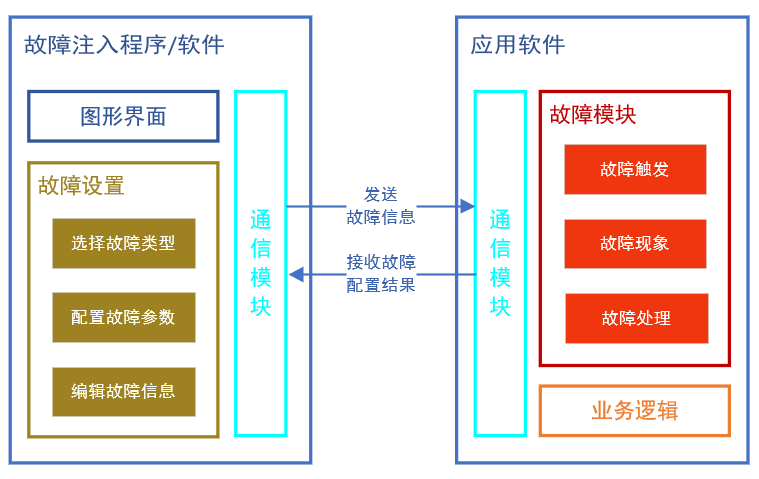 故障注入程序/软件
图形界面
故障设置
选择故障类型
配置故障参数
编辑故障信息
通
信
模
块
发送
故障信息
接收故障
配置结果
应用软件
通
信
模
块
故障模块
故障触发
故障现象
故障处理
业务逻辑